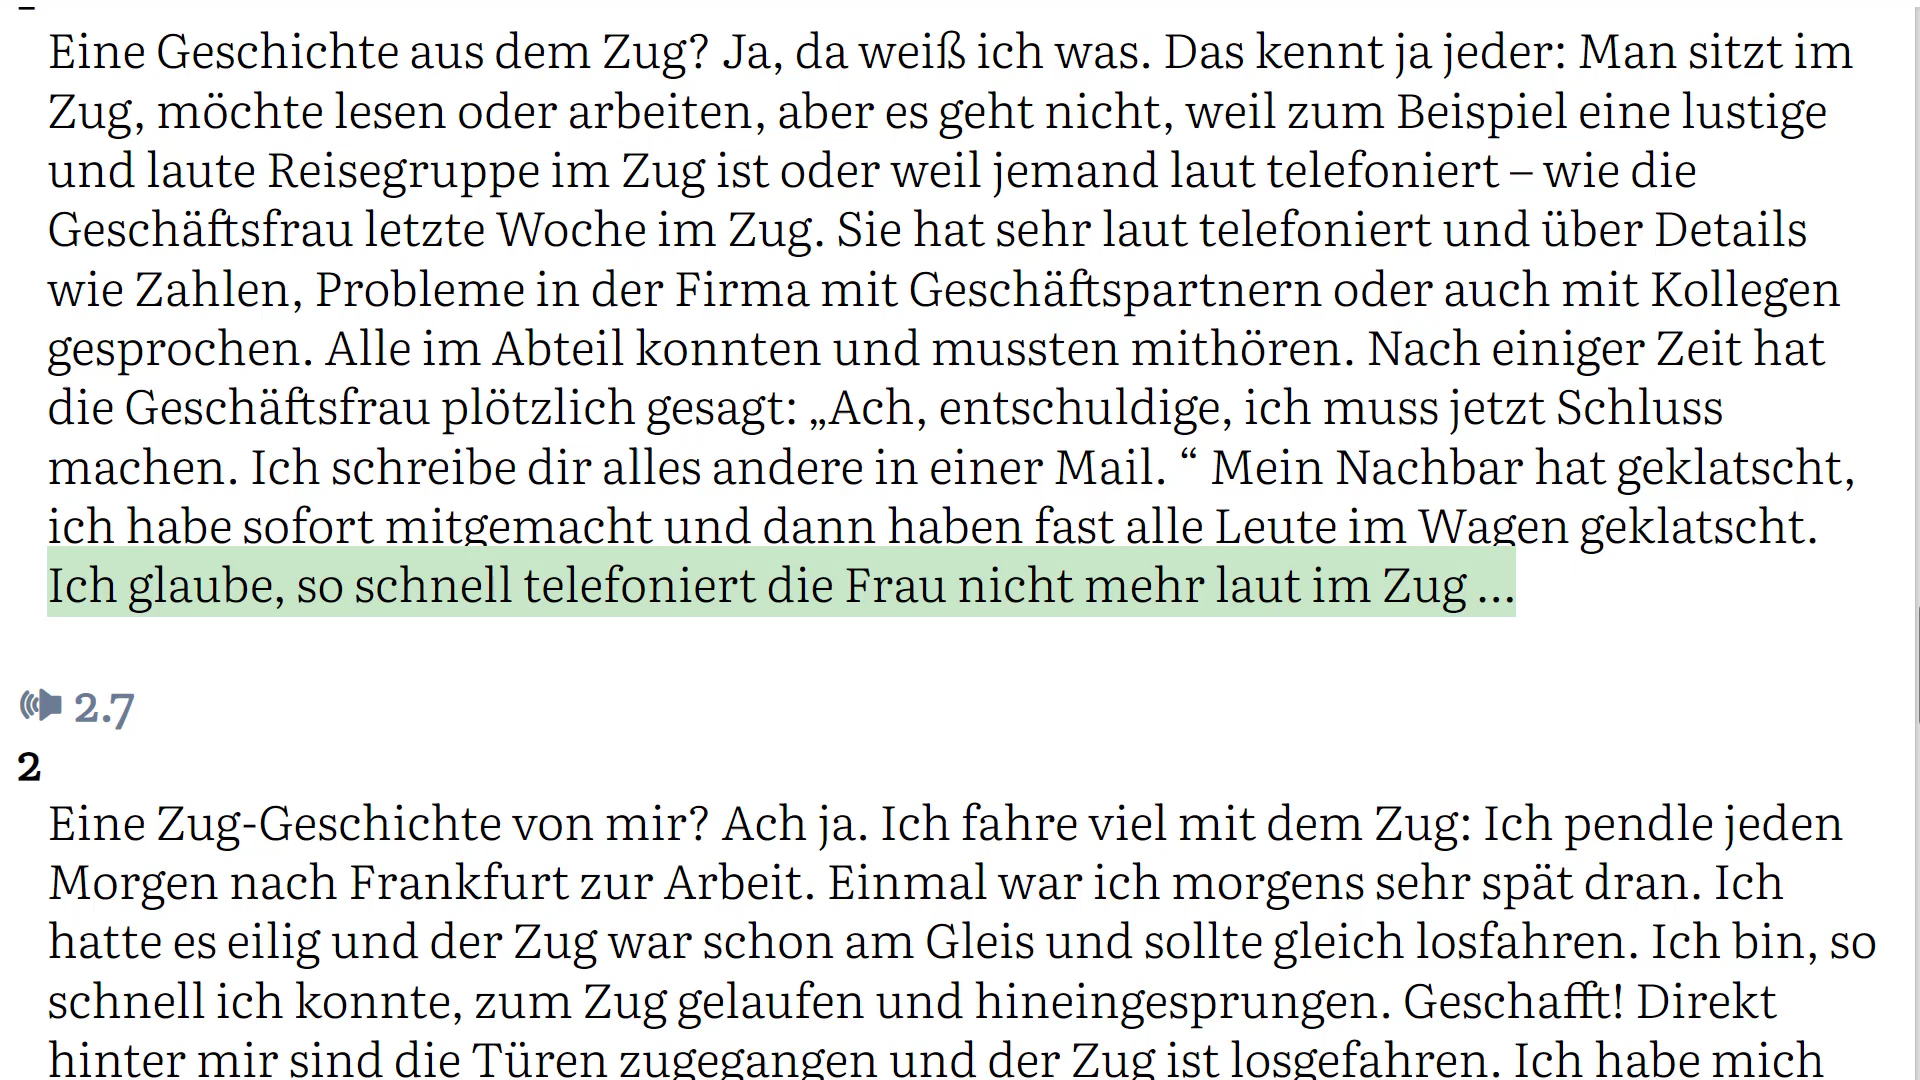 Eine Geschichte aus dem Zug? Ja, da weiß ich was. Das kennt ja jeder: Man sitzt im
Zug, möchte lesen oder arbeiten, aber es geht nicht, weil zum Beispiel eine lustige
und laute Reisegruppe im Zug ist oder weil jemand laut telefoniert – wie die
Geschäftsfrau letzte Woche im Zug. Sie hat sehr laut telefoniert und über Details
wie Zahlen, Probleme in der Firma mit Geschäftspartnern oder auch mit Kollegen
gesprochen. Alle im Abteil konnten und mussten mithören. Nach einiger Zeit hat
die Geschäftsfrau plötzlich gesagt: „Ach, entschuldige, ich muss jetzt Schluss
machen. Ich schreibe dir alles andere in einer Mail. “ Mein Nachbar hat geklatscht,
ich habe sofort mitgemacht und dann haben fast alle Leute im Wagen geklatscht.
Ich glaube, so schnell telefoniert die Frau nicht mehr laut im Zug ...
2.7
2
Eine Zug-Geschichte von mir? Ach ja. Ich fahre viel mit dem Zug: Ich pendle jeden
Morgen nach Frankfurt zur Arbeit. Einmal war ich morgens sehr spät dran. Ich
hatte es eilig und der Zug war schon am Gleis und sollte gleich losfahren. Ich bin, so
schnell ich konnte, zum Zug gelaufen und hineingesprungen. Geschafft! Direkt
hinter mir sind die Türen zugegangen und der Zug ist losgefahren. Ich habe mich